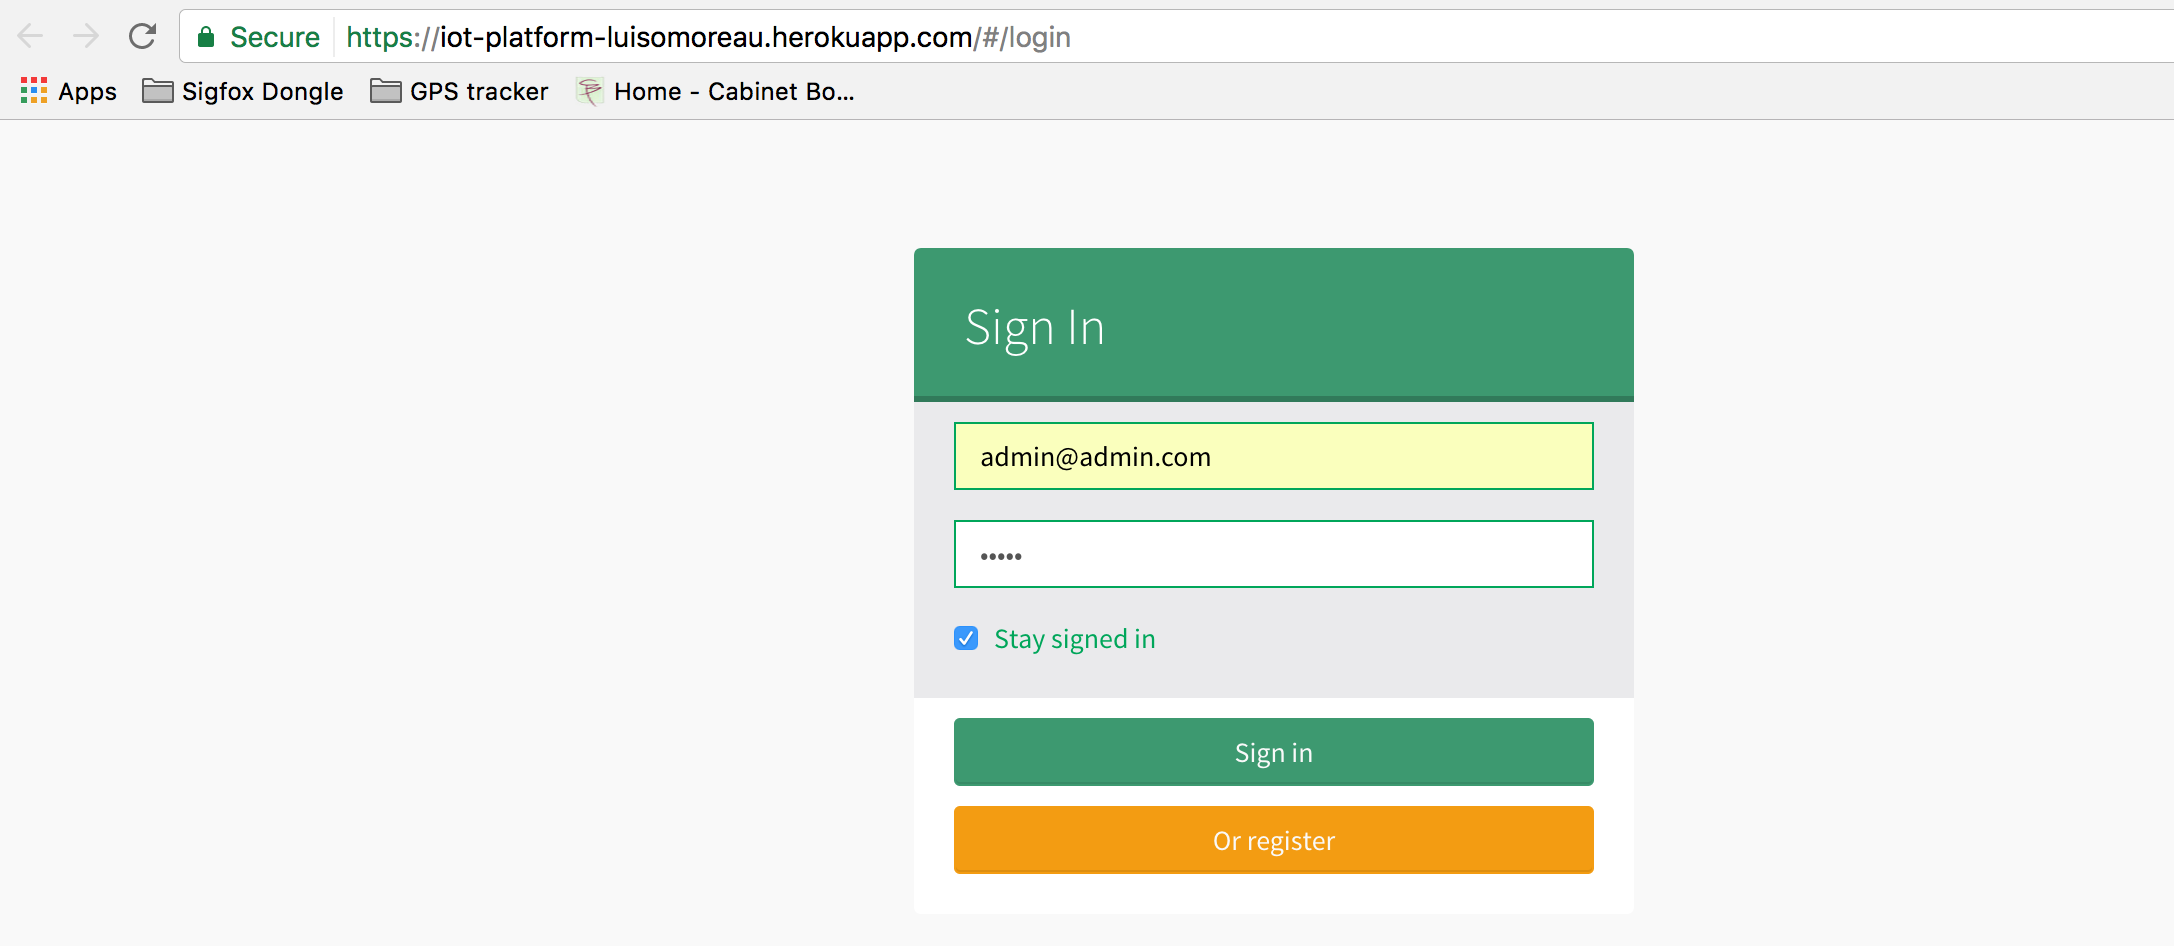 Secure https://iot-platform-luisomoreau.herokuapp.com/#/login
Apps Sigfox Dongle GPS tracker Home - Cabinet Bo...
Sign In
admin@admin.com
•••••
Stay signed in
Sign in
Or register